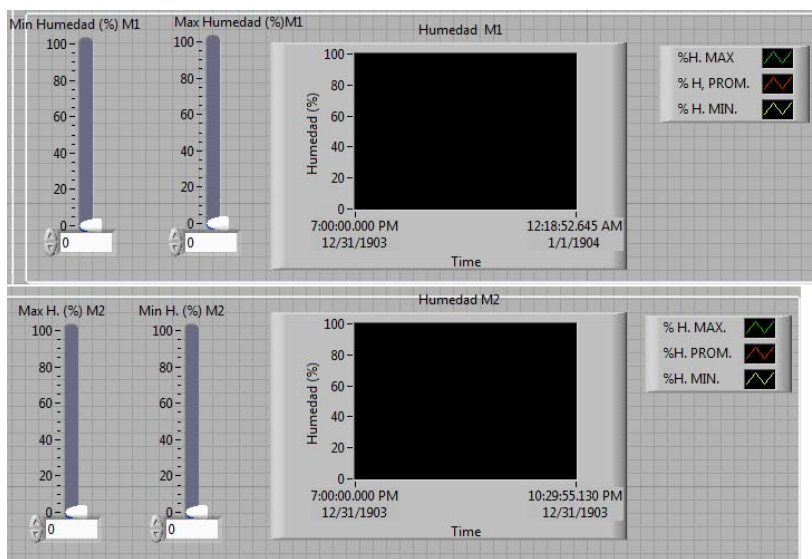 Min Humedad (%) M1
Max Humedad (%)M1
Humedad M1
100
80
60
40
20
0
0
100
80
60
40
20
0
0
Humedad (%)
100
80
60
40
20
0
7:00:00.000 PM
12/31/1903
12:18:52.645 AM
1/1/1904
Time
%H. MAX
% H, PROM.
% H. MIN.
Max H. (%) M2
Min H. (%) M2
Humedad M2
100
80
60
40
20
0
0
100
80
60
40
20
0
0
Humedad (%)
100
80
60
40
20
0
7:00:00.000 PM
12/31/1903
10:29:55.130 PM
12/31/1903
Time
% H. MAX.
%H. PROM.
%H. MIN.